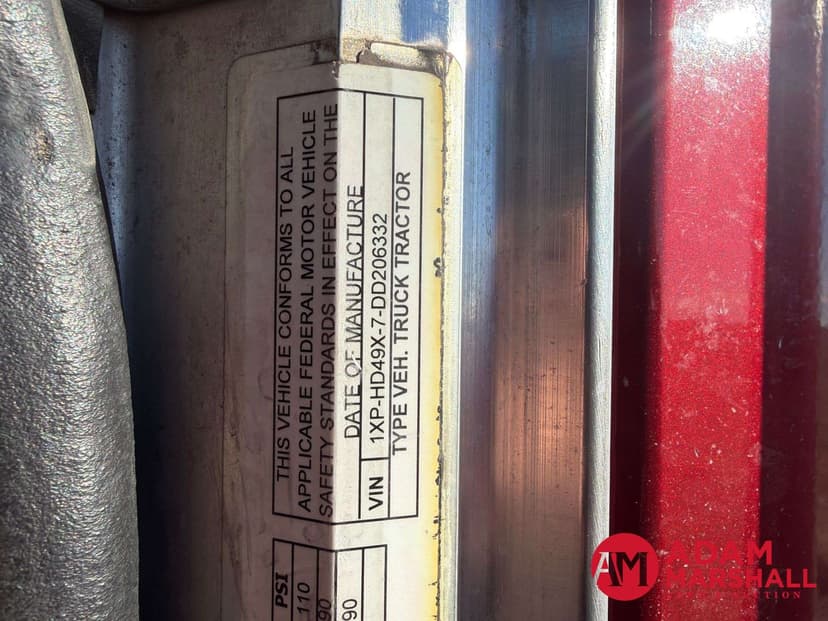 THIS VEHICLE CONFORMS TO ALL
APPLICABLE FEDERAL MOTOR VEHICLE
SAFETY STANDARDS IN EFFECT ON THE
DATE OF MANUFACTURE
VIN 1XP-HD49X-7-DD206332
TYPE VEH. TRUCK TRACTOR
PSI
110
90
90
AM ADAM
MARSHALL